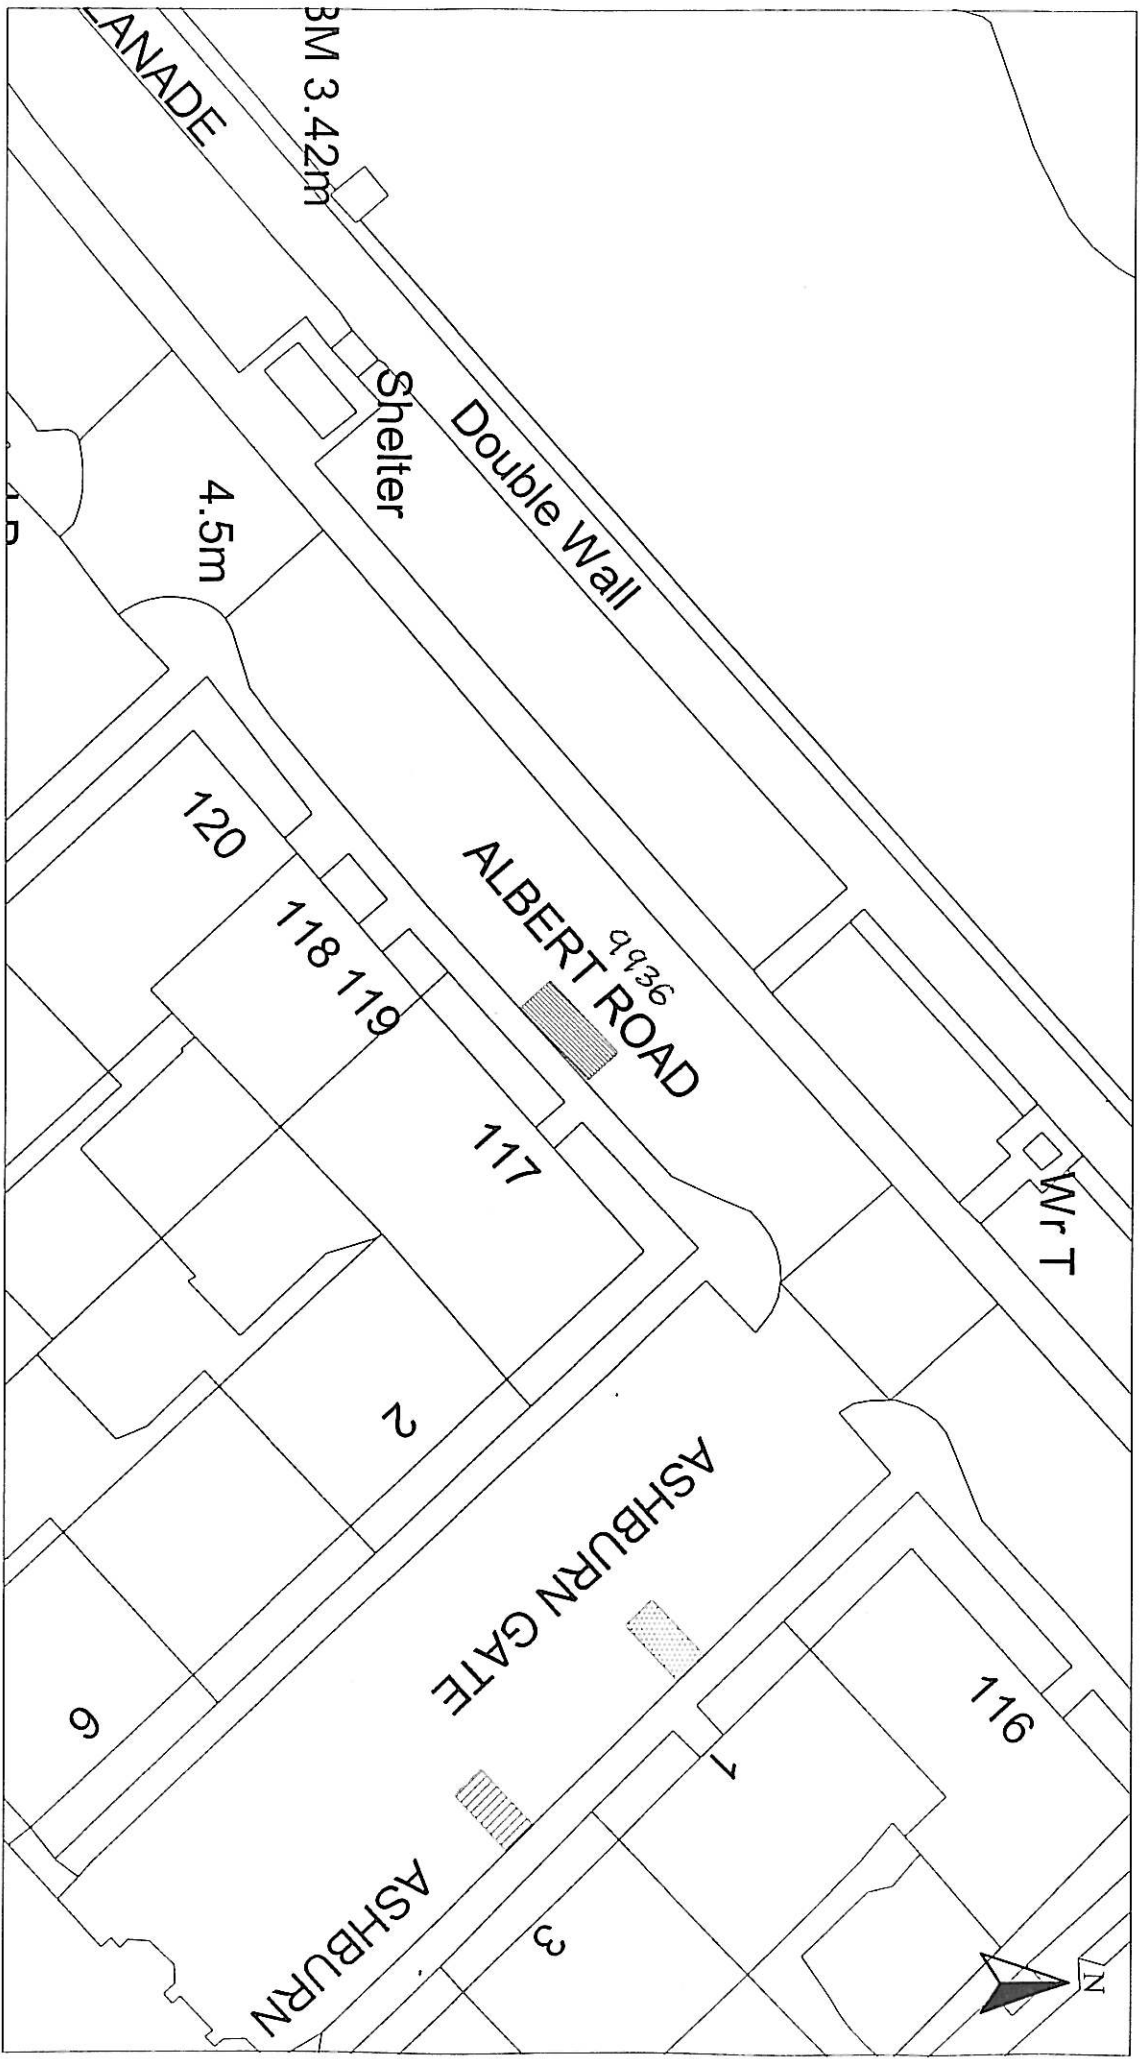 LANADE
BM 3.42m
Shelter
Double Wall
4.5m
ALBERT ROAD
9936
120
118 119
117
Wr T
2
ASHBURN GATE
116
1
6
3
ASHBURN
N